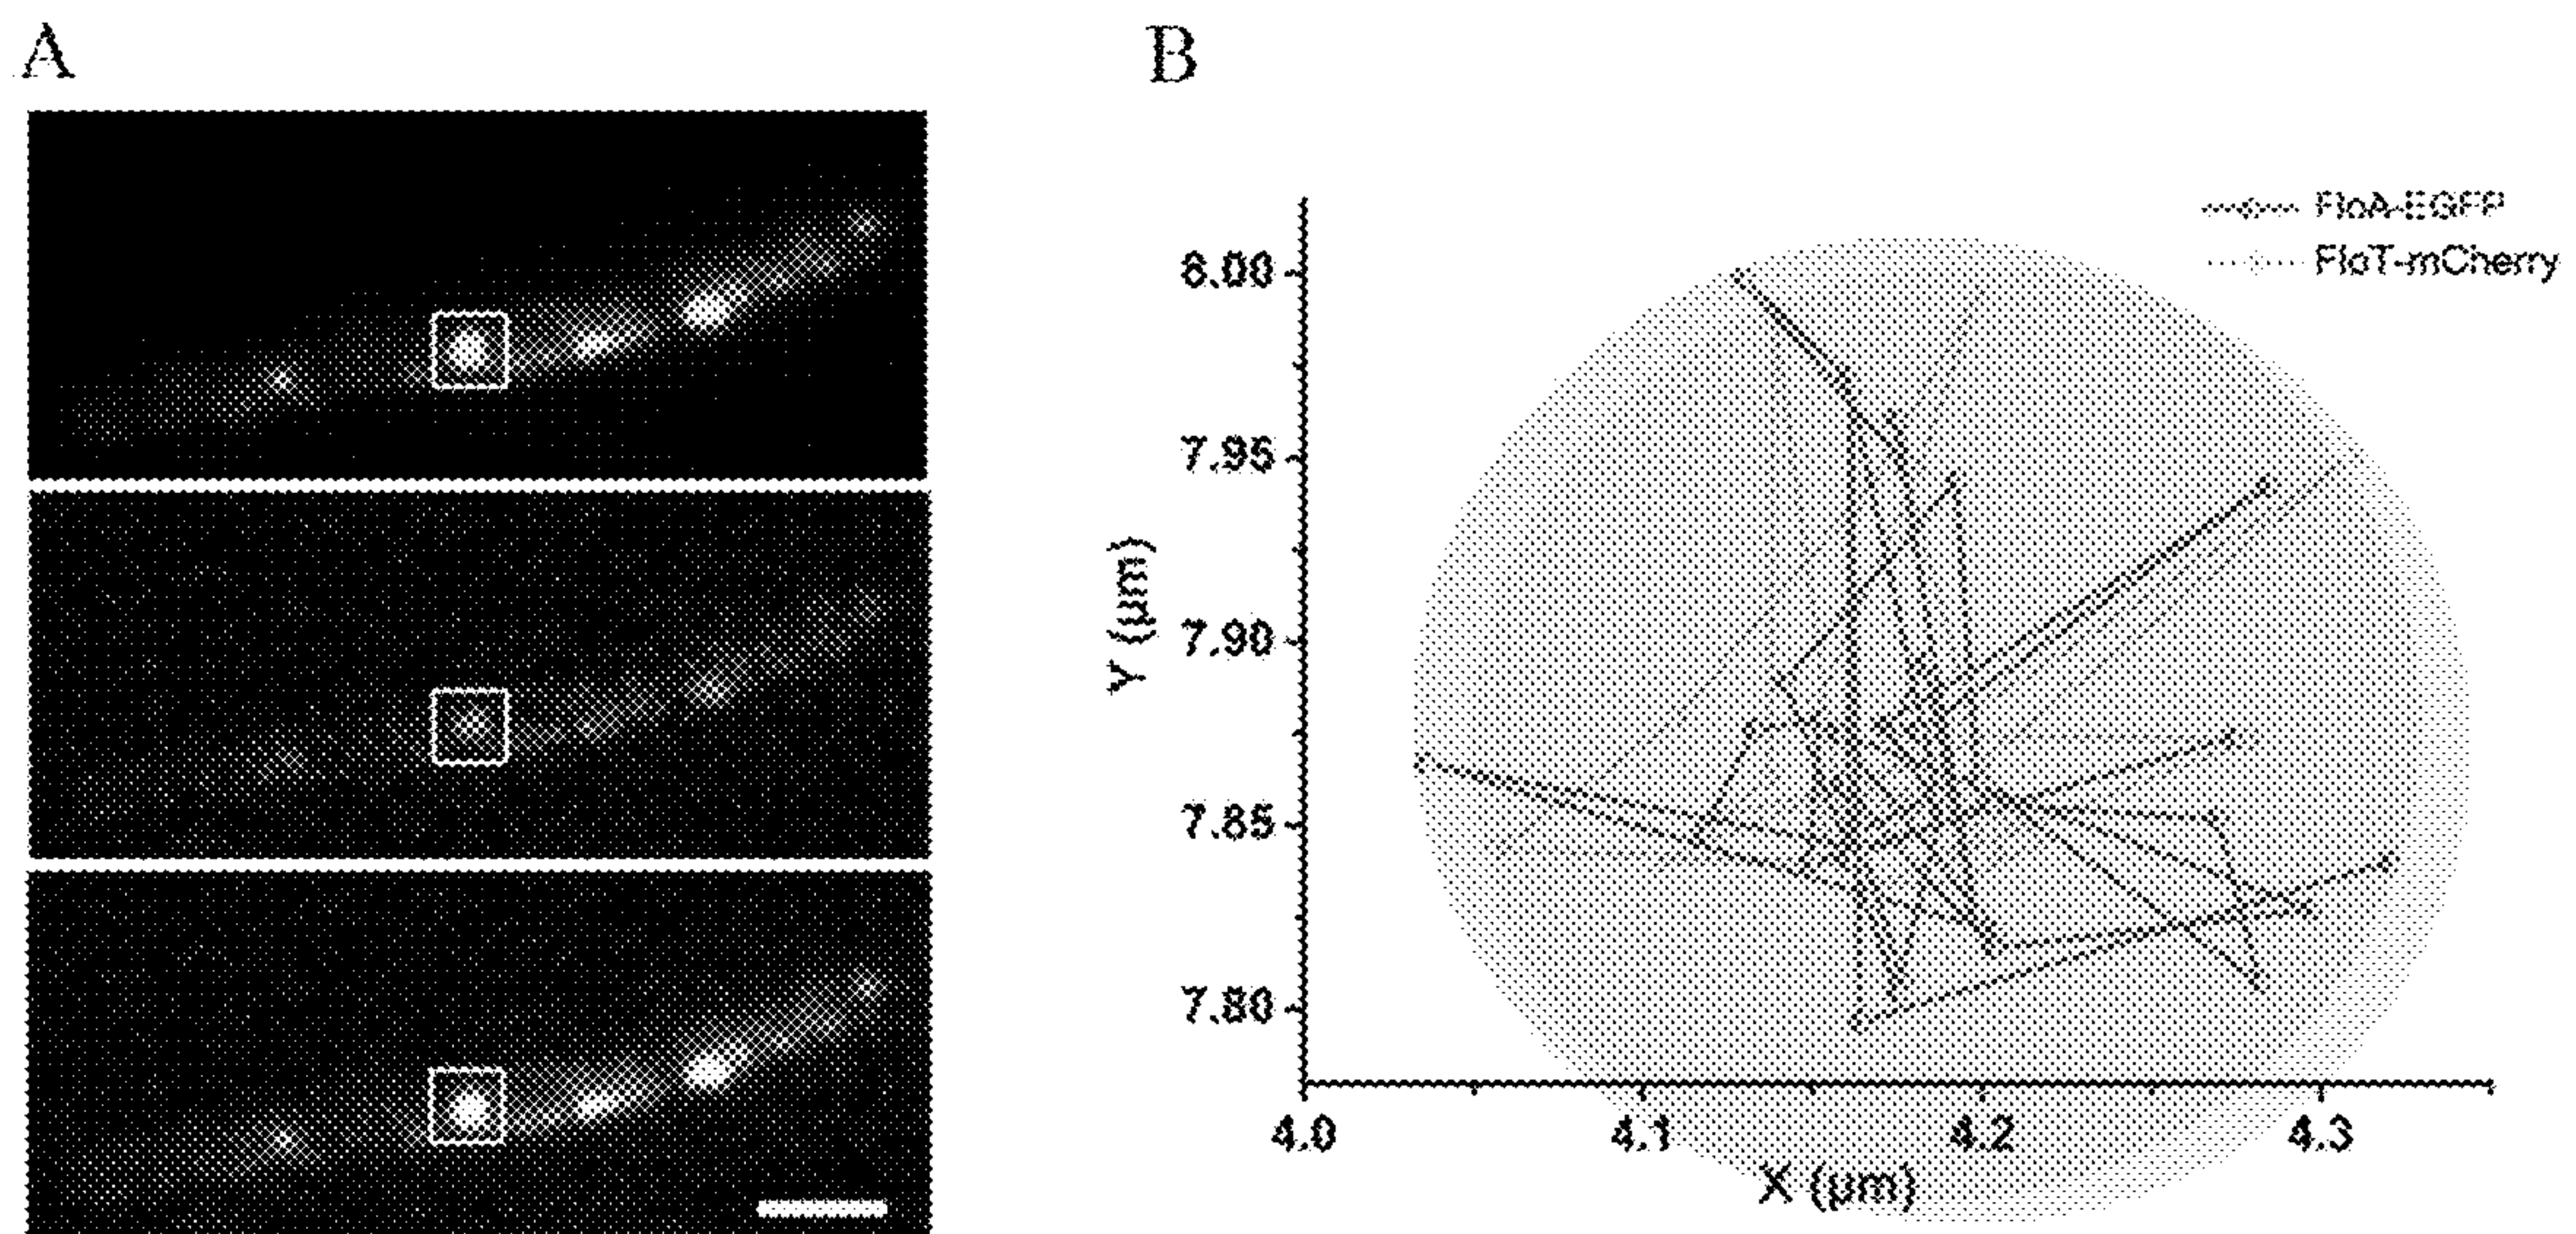 A
B
FloA-EGFP
FloT-mCherry
8.00
7.95
7.90
7.85
7.80
Y (µm)
4.0 4.1 4.2 4.3
X (µm)